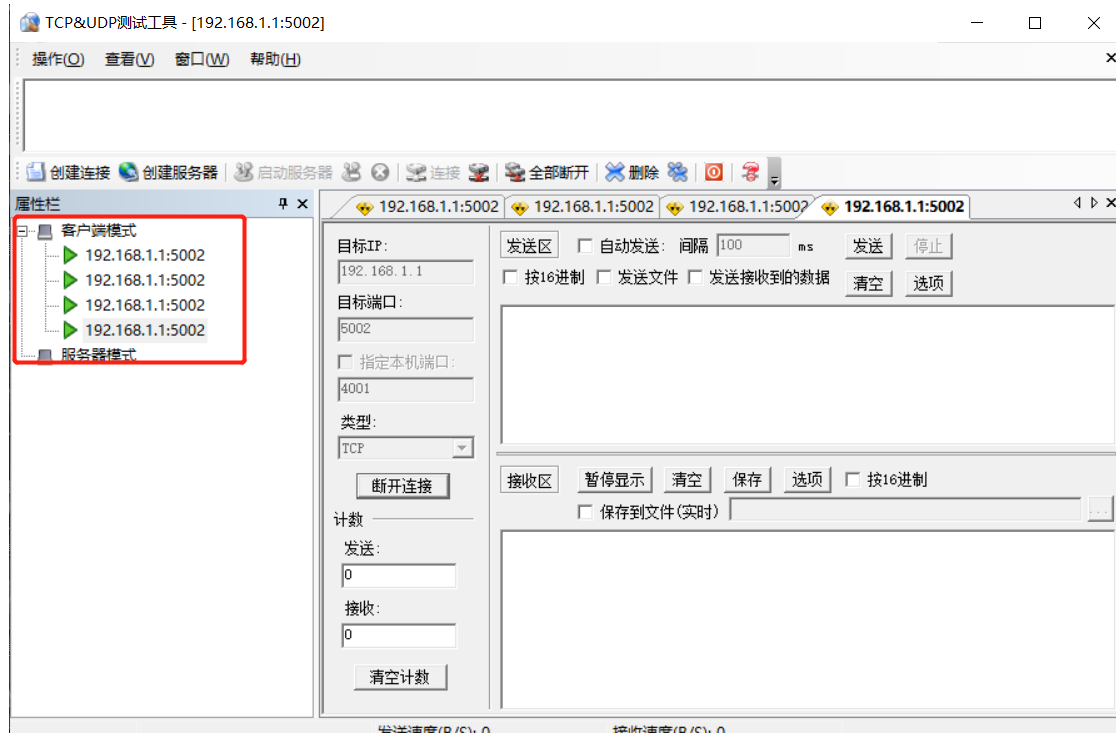 TCP&UDP测试工具 - [192.168.1.1:5002]
操作(O) 查看(V) 窗口(W) 帮助(H)
创建连接 创建服务器 启动服务器 连接 全部断开 删除
属性栏
客户端模式
192.168.1.1:5002
192.168.1.1:5002
192.168.1.1:5002
192.168.1.1:5002
服务器模式
192.168.1.1:5002 192.168.1.1:5002 192.168.1.1:5002 192.168.1.1:5002
目标IP:
192.168.1.1
目标端口:
5002
指定本机端口:
4001
类型:
TCP
断开连接
计数
发送:
0
接收:
0
清空计数
发送区 自动发送: 间隔 100 ms 发送 停止
按16进制 发送文件 发送接收到的数据 清空 选项
接收区 暂停显示 清空 保存 选项 按16进制
保存到文件(实时) ...
发送速度(B/S): 0 接收速度(B/S): 0